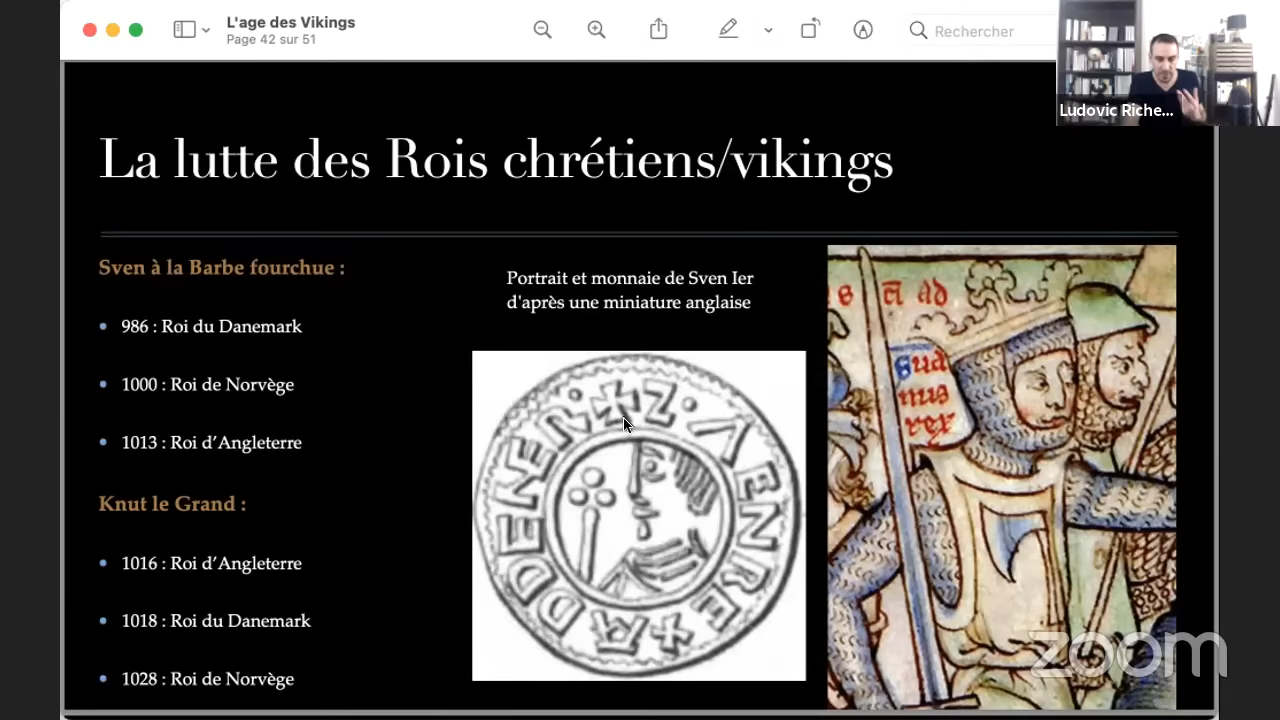 L'age des Vikings
Page 42 sur 51
Rechercher
Ludovic Riche...
La lutte des Rois chrétiens/vikings
Sven à la Barbe fourchue :
• 986 : Roi du Danemark
• 1000 : Roi de Norvège
• 1013 : Roi d'Angleterre
Knut le Grand :
• 1016 : Roi d'Angleterre
• 1018 : Roi du Danemark
• 1028 : Roi de Norvège
Portrait et monnaie de Sven Ier
d'après une miniature anglaise
ad
rex
zoom